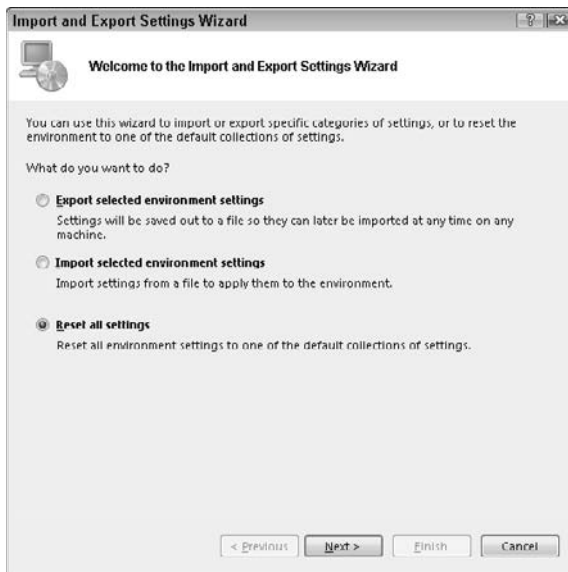 Import and Export Settings Wizard
Welcome to the Import and Export Settings Wizard
You can use this wizard to import or export specific categories of settings, or to reset the
environment to one of the default collections of settings.
What do you want to do?
Export selected environment settings
Settings will be saved out to a file so they can later be imported at any time on any
machine.
Import selected environment settings
Import settings from a file to apply them to the environment.
Reset all settings
Reset all environment settings to one of the default collections of settings.
< Previous
Next >
Finish
Cancel